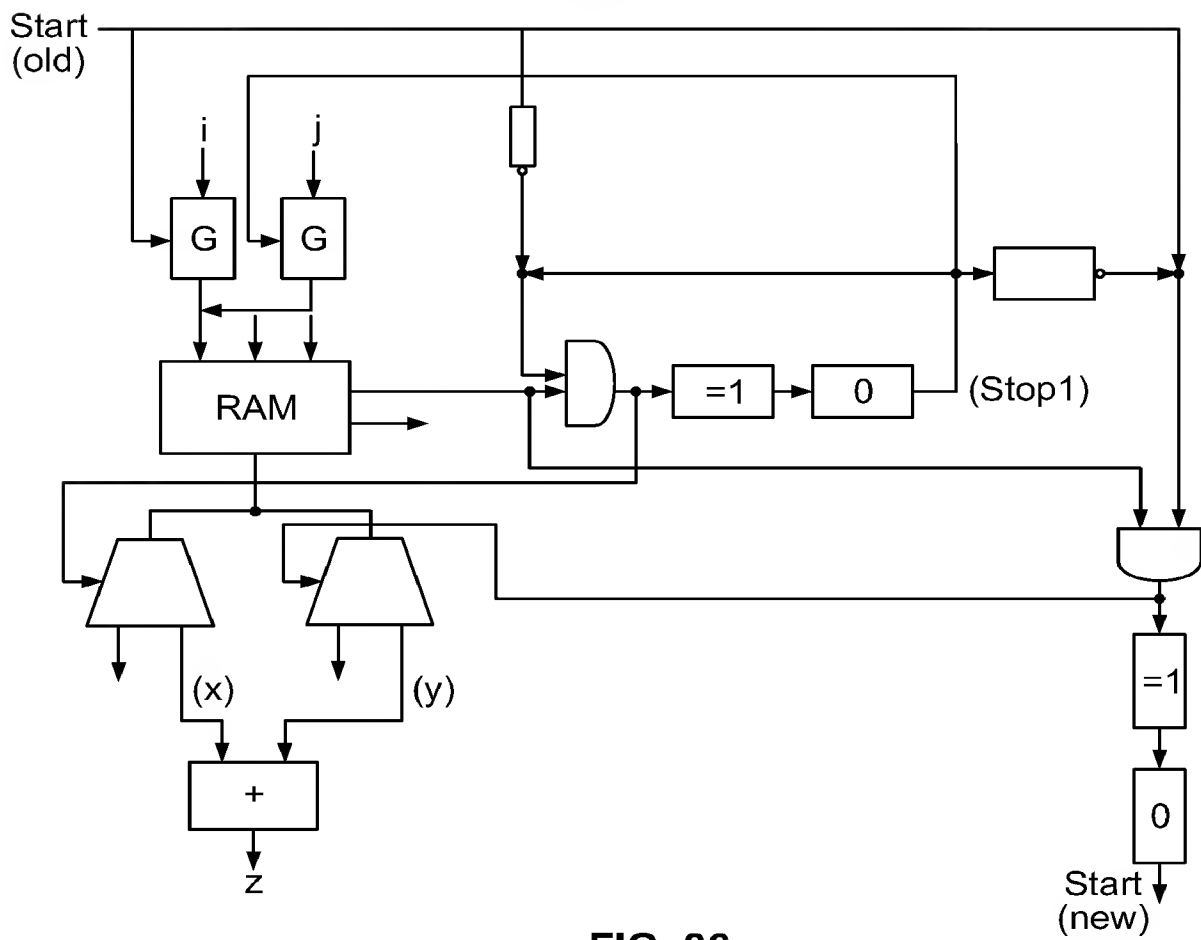 Start
(old)
i
j
G
G
RAM
=1
0
(Stop1)
(x)
(y)
=1
+
0
z
Start
(new)